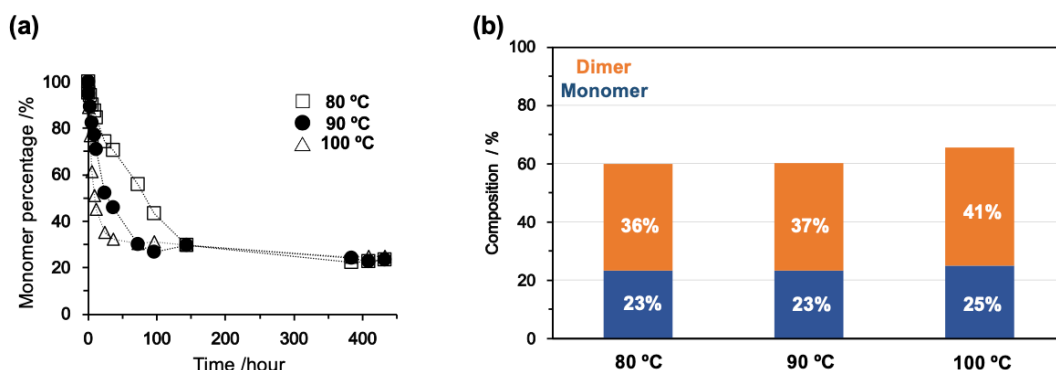 (a)
Monomer percentage /%
100
80
60
40
20
0
0
100
200
300
400
Time /hour
80 ºC
90 ºC
100 ºC
(b)
Composition / %
100
80
60
40
20
0
Dimer
Monomer
36%
37%
41%
23%
23%
25%
80 ºC
90 ºC
100 ºC